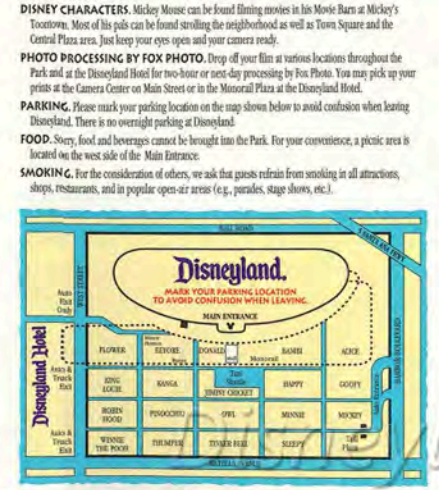 DISNEY CHARACTERS. Mickey Mouse can be found filming movies in his Movie Barn at Mickey's
Toontown. Most of his pals can be found strolling the neighborhood as well as Town Square and the
Central Plaza area. Just keep your eyes open and your camera ready.
PHOTO PROCESSING BY FOX PHOTO. Drop off your film at various locations throughout the
Park and at the Disneyland Hotel for two-hour or next-day processing by Fox Photo. You may pick up your
prints at the Camera Center on Main Street or in the Monorail Plaza at the Disneyland Hotel.
PARKING. Please mark your parking location on the map shown below to avoid confusion when leaving
Disneyland. There is no overnight parking at Disneyland.
FOOD. Sorry, food and beverages cannot be brought into the Park. For your convenience, a picnic area is
located on the west side of the Main Entrance.
SMOKING. For the consideration of others, we ask that guests refrain from smoking in all attractions,
shops, restaurants, and in popular open-air areas (e.g., parades, stage shows, etc.).
BALL ROAD
SANTA ANA FWY
Disneyland.
MARK YOUR PARKING LOCATION
TO AVOID CONFUSION WHEN LEAVING.
MAIN ENTRANCE
WEST STREET
Auto
Exit
Only
HARBOR BOULEVARD
Disneyland Hotel
FLOWER
EEYORE
DONALD
Monorail
BAMBI
ALICE
Auto &
Truck
Exit
KING
LOUIE
KANGA
JIMINY CRICKET
HAPPY
GOOFY
Auto Entrance
ROBIN
HOOD
PINOCCHIO
OWL
MINNIE
MICKEY
Auto &
Truck
Exit
WINNIE
THE POOH
THUMPER
TINKER BELL
SLEEPY
Toll
Plaza
KATELLA AVENUE
Disney